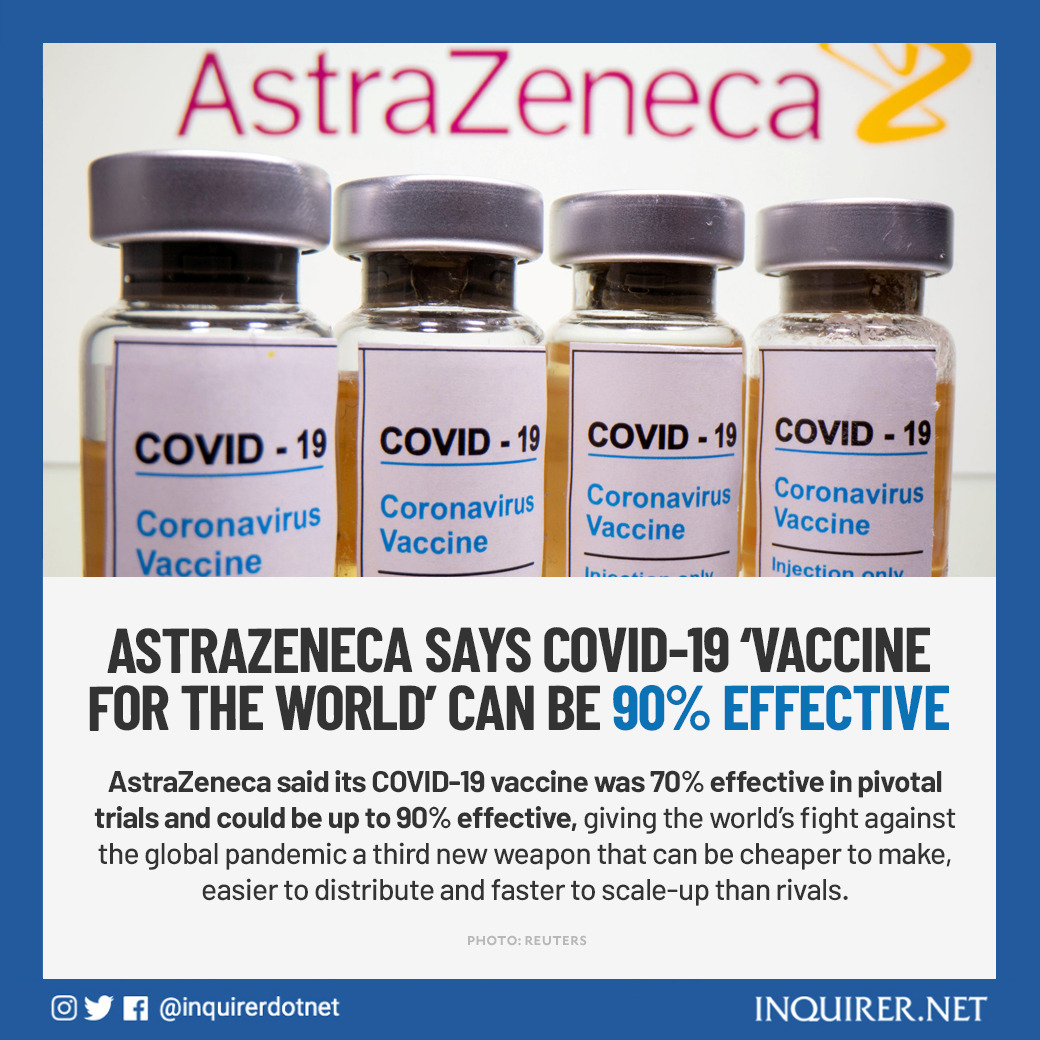 AstraZeneca
COVID - 19
Coronavirus
Vaccine
COVID - 19
Coronavirus
Vaccine
COVID - 19
Coronavirus
Vaccine
Injection only
COVID - 19
Coronavirus
Vaccine
Injection only
ASTRAZENECA SAYS COVID-19 ‘VACCINE
FOR THE WORLD’ CAN BE 90% EFFECTIVE
AstraZeneca said its COVID-19 vaccine was 70% effective in pivotal
trials and could be up to 90% effective, giving the world’s fight against
the global pandemic a third new weapon that can be cheaper to make,
easier to distribute and faster to scale-up than rivals.
PHOTO: REUTERS
@inquirerdotnet
INQUIRER.NET